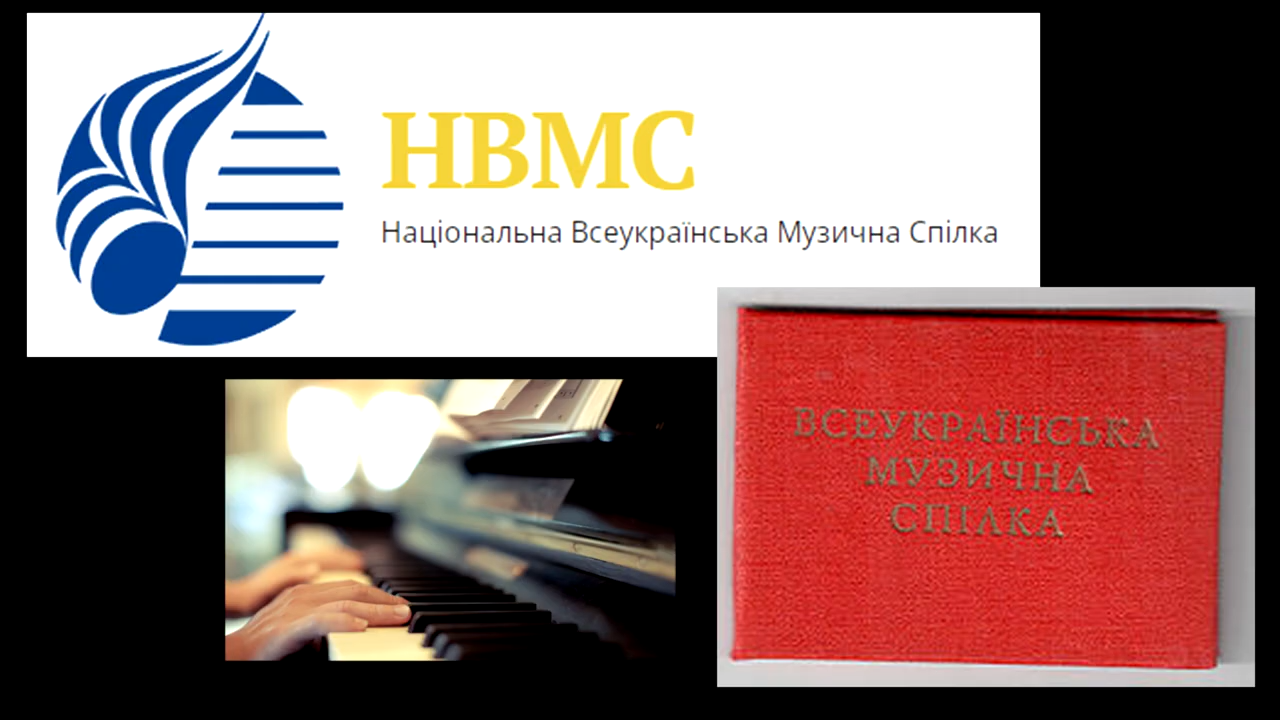 НВМС
Національна Всеукраїнська Музична Спілка
ВСЕУКРАЇНСЬКА
МУЗИЧНА
СПІЛКА